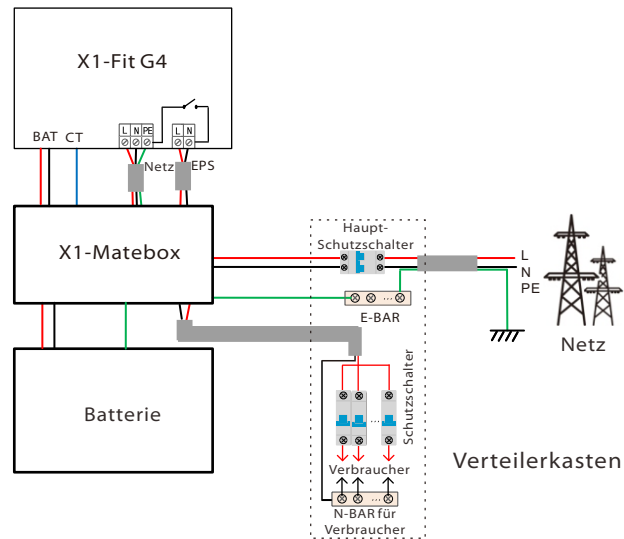 X1-Fit G4
BAT CT
L N PE
L N
Netz
EPS
X1-Matebox
Haupt-
Schutzschalter
L
N
PE
...
E-BAR
Netz
Batterie
Schutzschalter
...
Verbraucher
...
N-BAR für
Verbraucher
Verteilerkasten